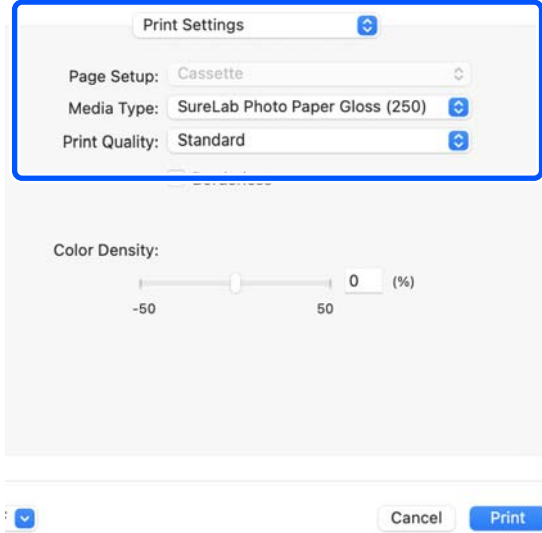 Print Settings
Page Setup: Cassette
Media Type: SureLab Photo Paper Gloss (250)
Print Quality: Standard
Color Density:
0 (%)
-50 50
Cancel Print